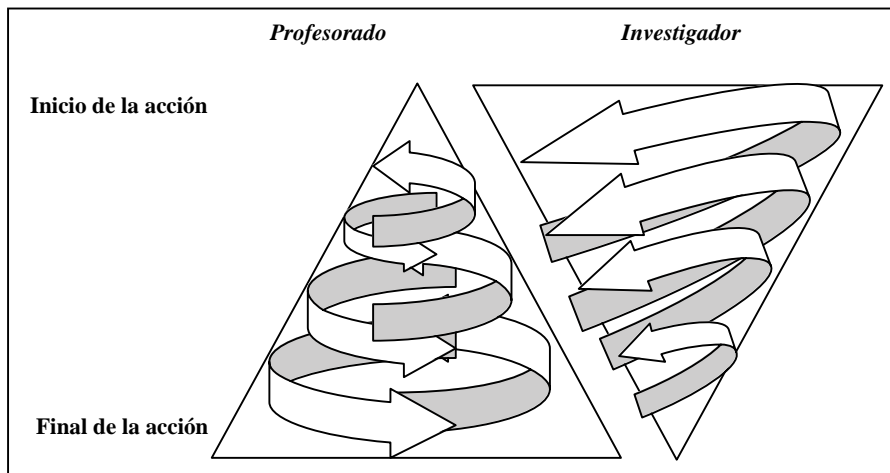 Profesorado Investigador
Inicio de la acción
Final de la acción